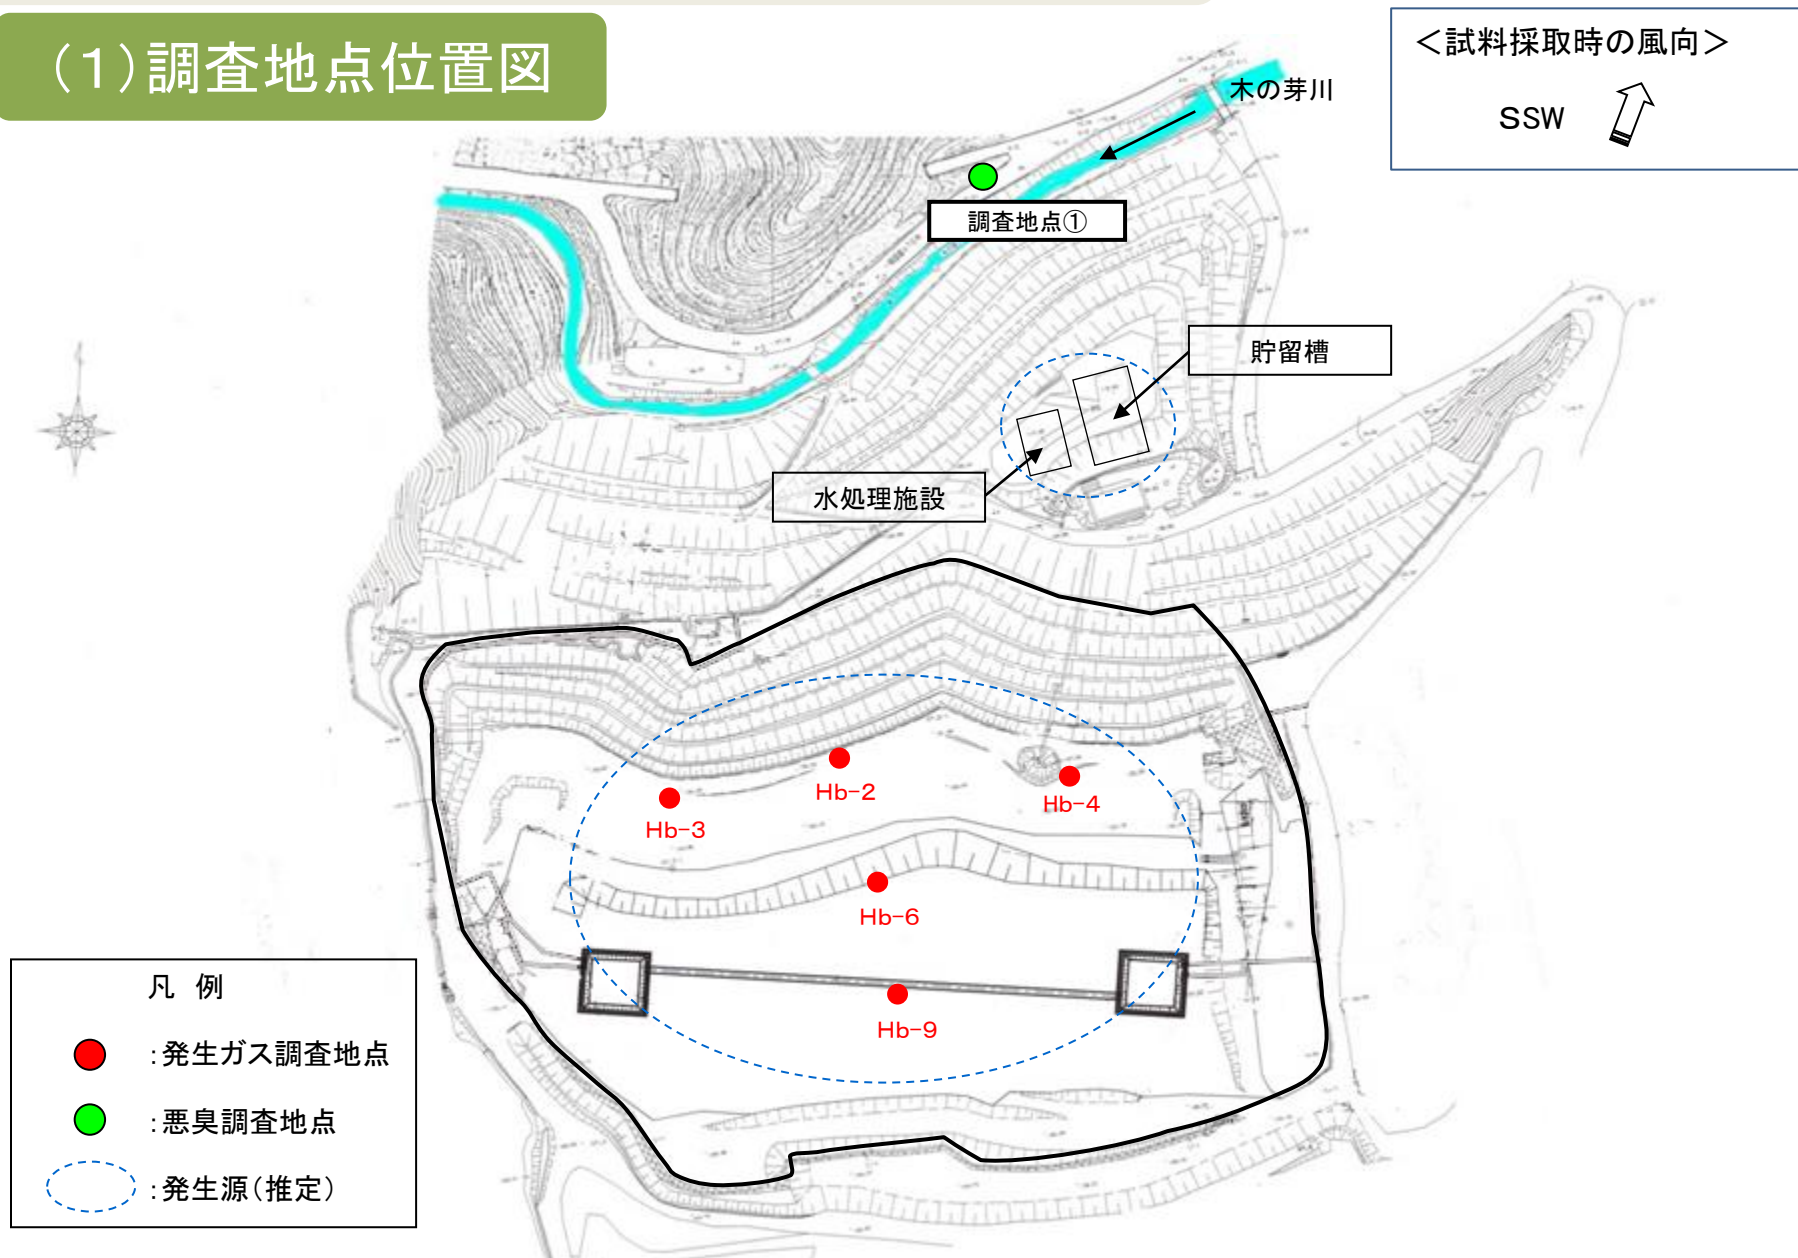 (1)調査地点位置図
＜試料採取時の風向＞
SSW
木の芽川
調査地点①
貯留槽
水処理施設
Hb-2
Hb-4
Hb-3
Hb-6
Hb-9
凡 例
:発生ガス調査地点
:悪臭調査地点
:発生源(推定)